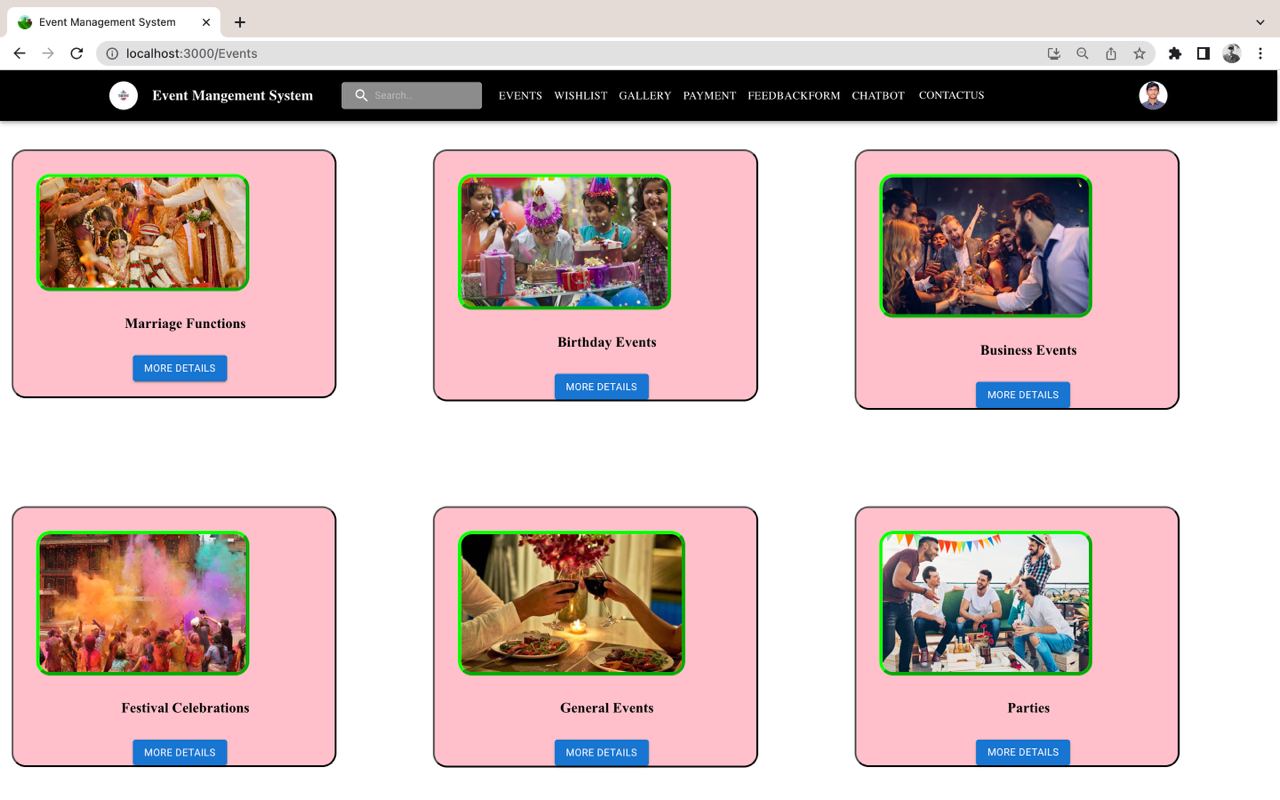 Event Management System
localhost:3000/Events
Event Mangement System
Search..
EVENTS WISHLIST GALLERY PAYMENT FEEDBACKFORM CHATBOT CONTACTUS
Marriage Functions
MORE DETAILS
Birthday Events
MORE DETAILS
Business Events
MORE DETAILS
Festival Celebrations
MORE DETAILS
General Events
MORE DETAILS
Parties
MORE DETAILS